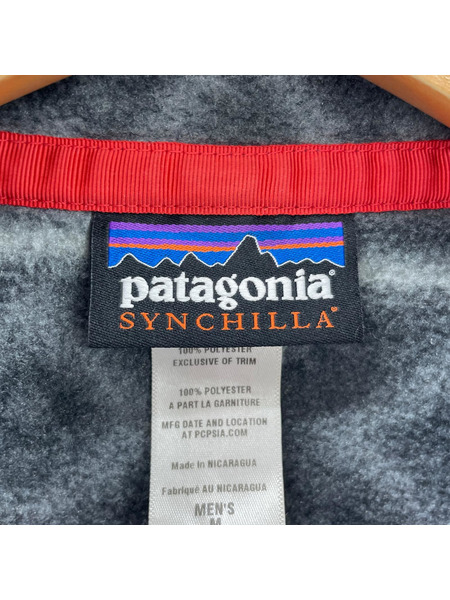 patagonia®
SYNCHILLA®
100% POLYESTER
EXCLUSIVE OF TRIM
100% POLYESTER
A PART LA GARNITURE
MFG DATE AND LOCATION
AT PCPSIA.COM
Made in NICARAGUA
Fabriqué AU NICARAGUA
MEN'S
M